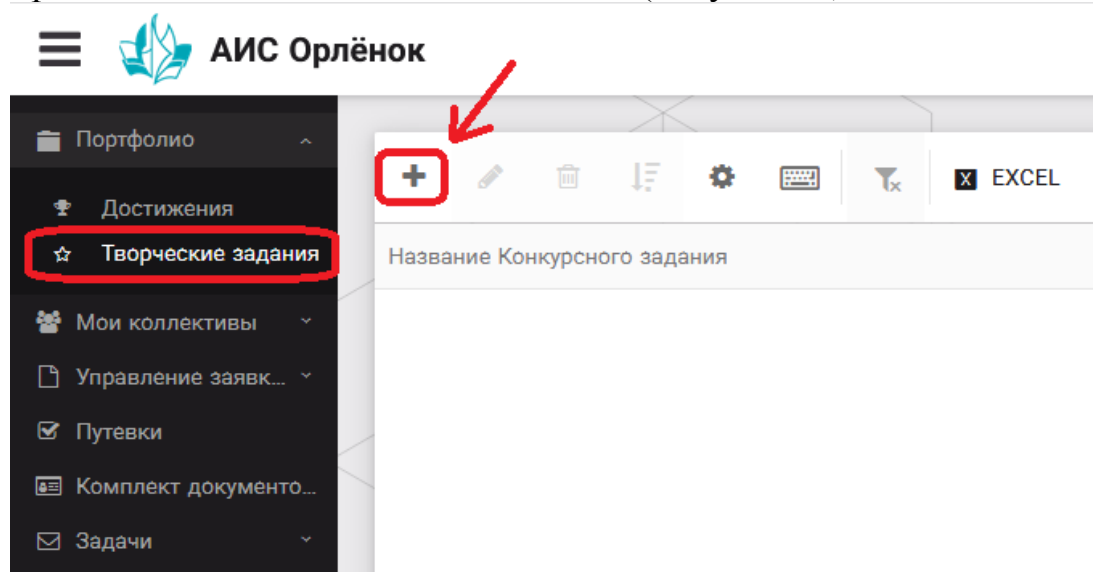 АИС Орлёнок
Портфолио
Достижения
Творческие задания
Мои коллективы
Управление заявк...
Путевки
Комплект документо...
Задачи
EXCEL
Название Конкурсного задания